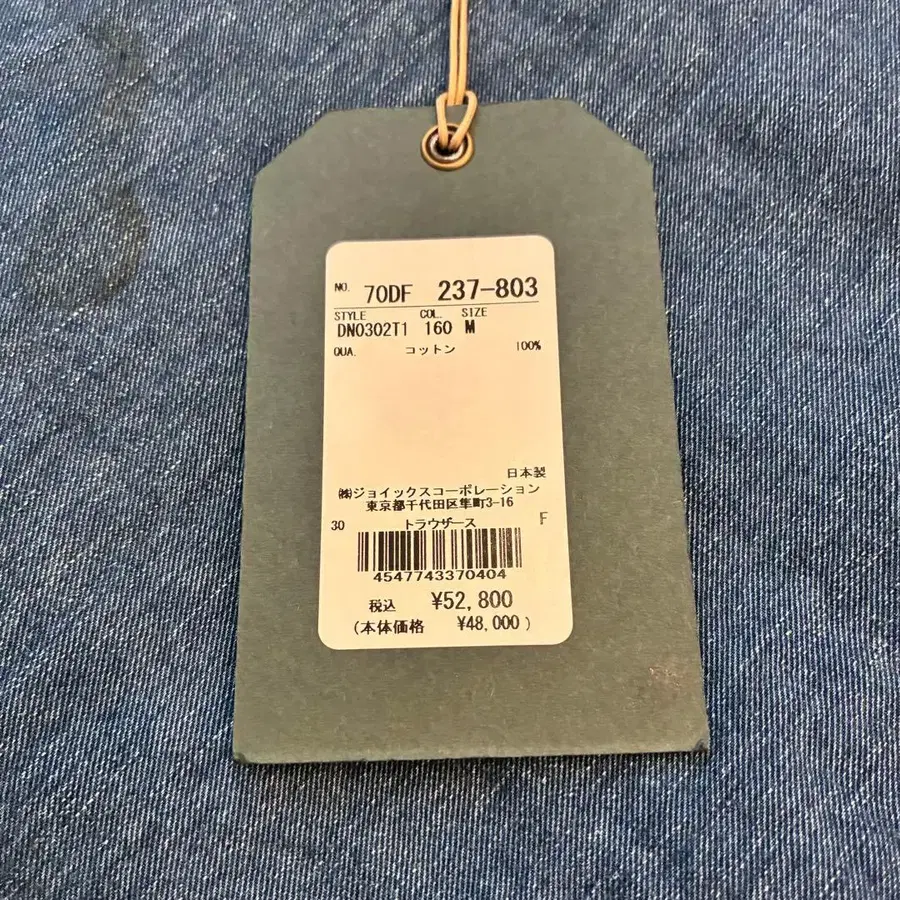 NO. 70DF 237-803
STYLE COL. SIZE
DN0302T1 160 M
QUA. コットン 100%
日本製
㈱ジョイックスコーポレーション
東京都千代田区隼町3-16
30 トラウザース F
4547743370404
税込 ¥52,800
(本体価格 ¥48,000)